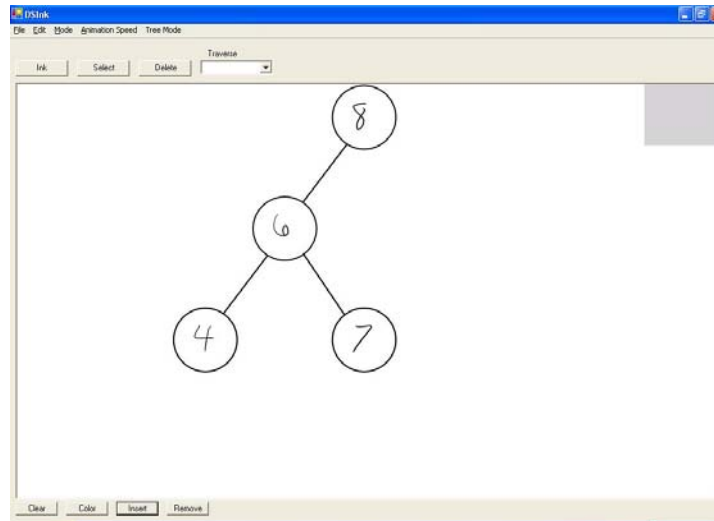 DSInk
File Edit Mode Animation Speed Tree Mode
Traverse
Ink Select Delete
8
6
4 7
Clear Color Insert Remove